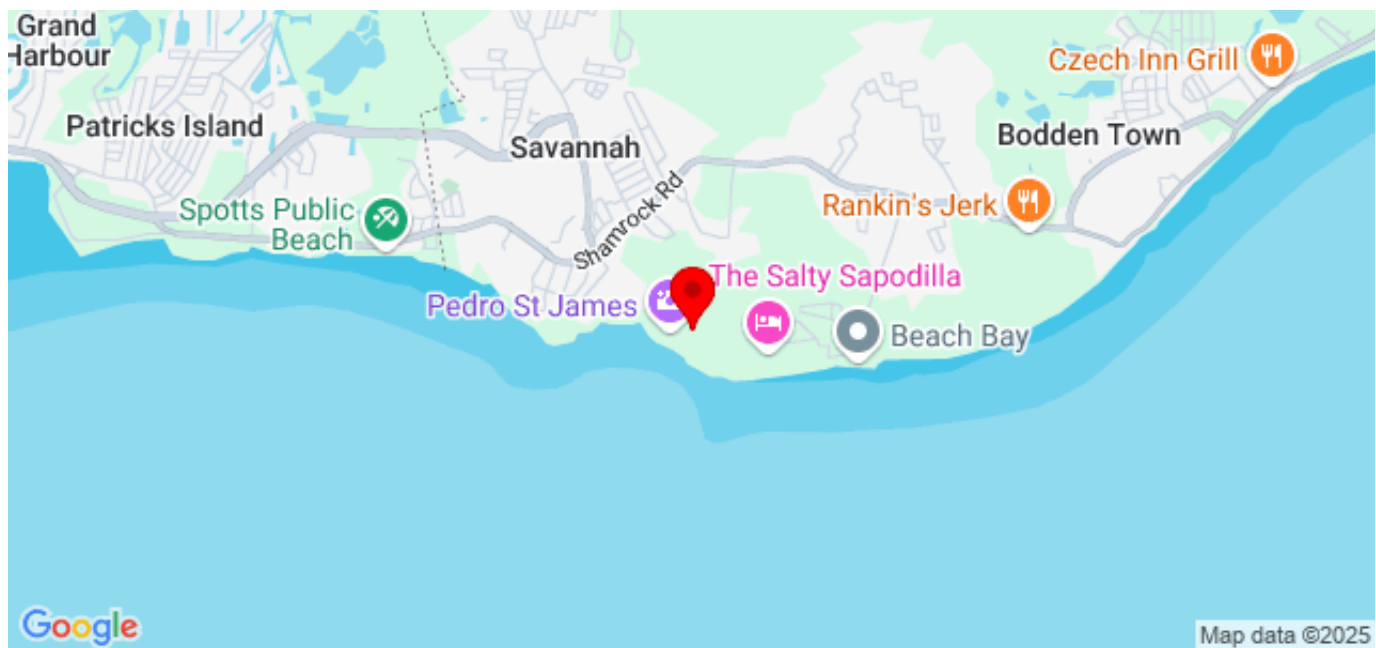 Grand
Harbour
Czech Inn Grill
Patricks Island
Savannah
Bodden Town
Shamrock Rd
Spotts Public
Beach
Rankin's Jerk
The Salty Sapodilla
Pedro St James
Beach Bay
Google
Map data ©2025